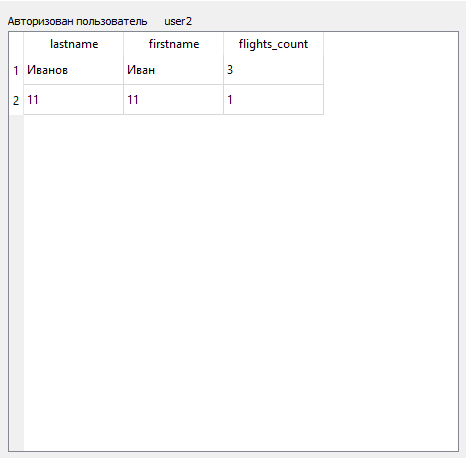 Авторизован пользователь user2
lastname firstname flights_count
1 Иванов Иван 3
2 11 11 1